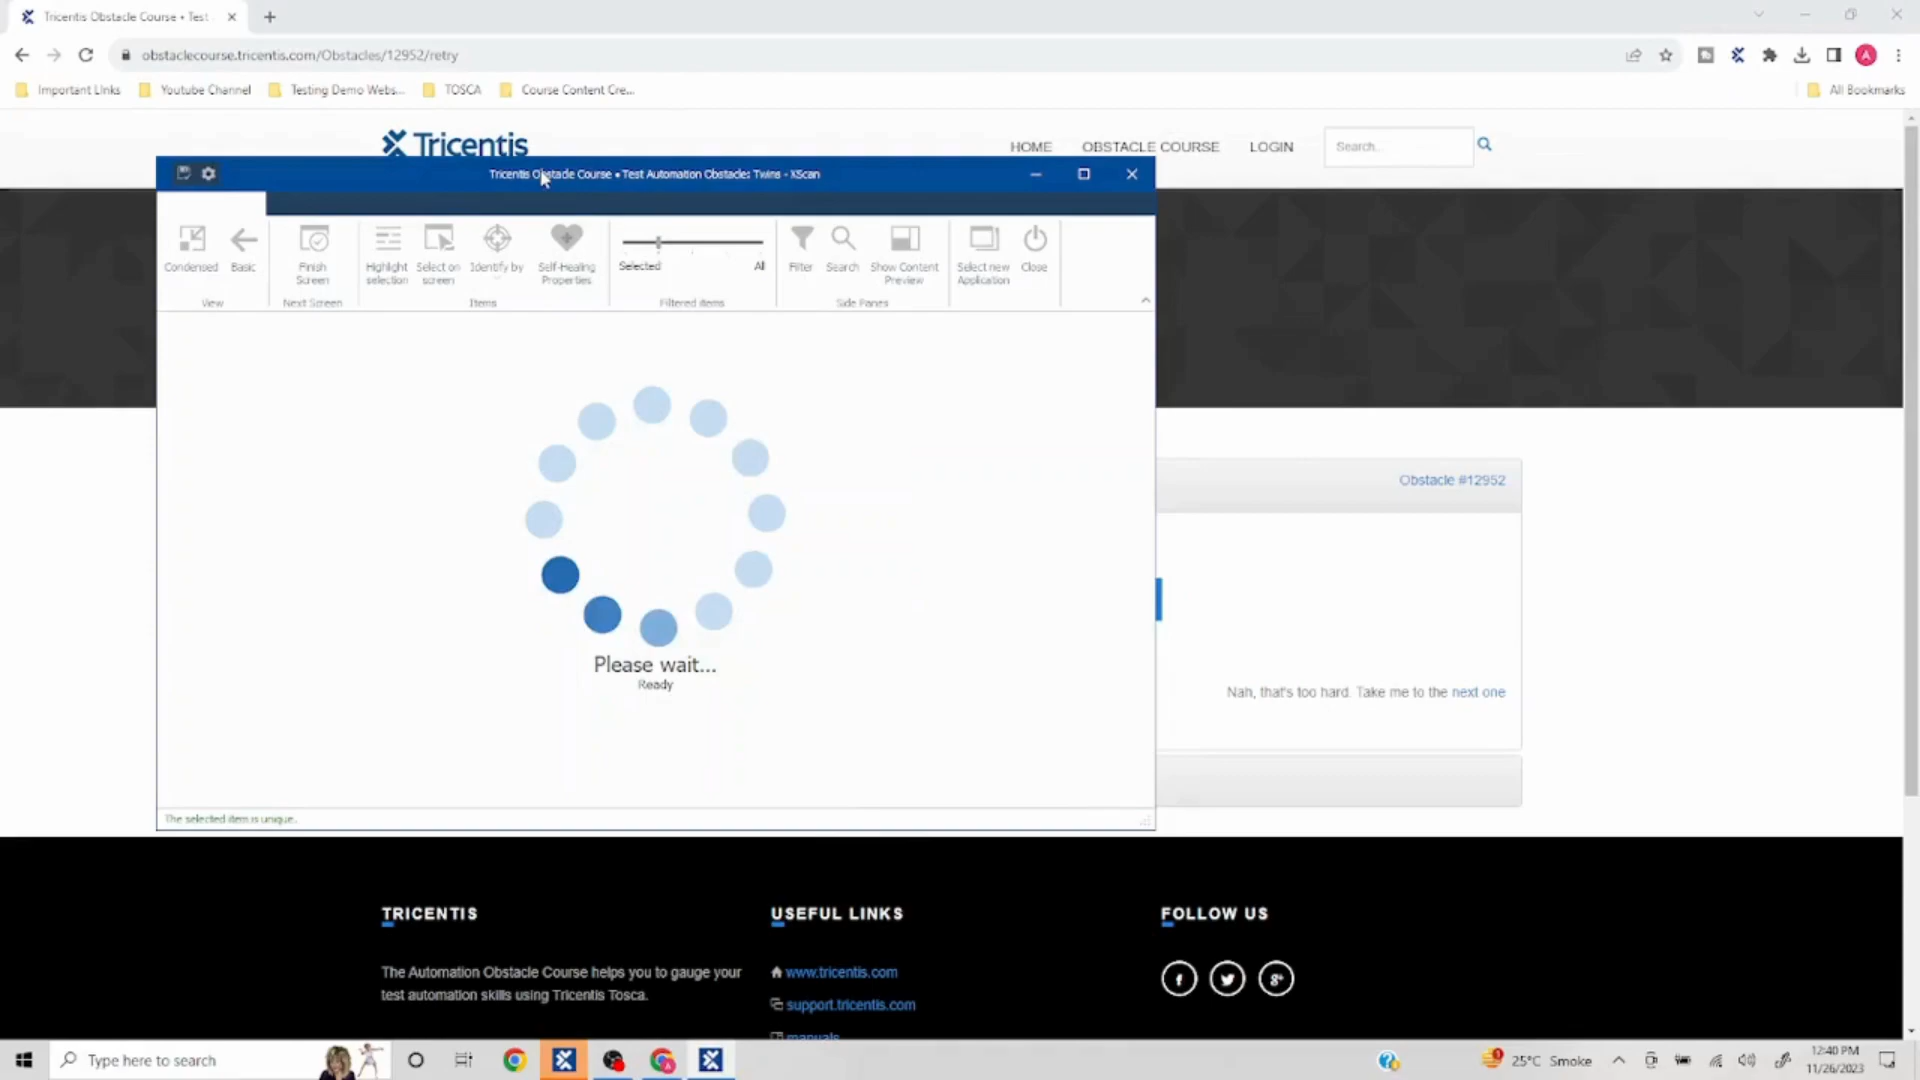 Tricentis Obstacle Course • Test
obstaclecourse.tricentis.com/Obstacles/12952/retry
A
Important Links
Youtube Channel
Testing Demo Webs...
TOSCA
Course Content Cre...
All Bookmarks
Tricentis
HOME
OBSTACLE COURSE
LOGIN
Search..
Tricentis Obstacle Course • Test Automation Obstacle: Twins - XScan
Condensed
Basic
View
Finish Screen
Next Screen
Highlight selection
Select on screen
Identify by
Self-Healing Properties
Items
Selected
All
Filtered items
Filter
Search
Show Content Preview
Side Panes
Select new Application
Close
Obstacle #12952
Please wait...
Ready
Nah, that's too hard. Take me to the next one
The selected item is unique.
TRICENTIS
The Automation Obstacle Course helps you to gauge your
test automation skills using Tricentis Tosca.
USEFUL LINKS
www.tricentis.com
support.tricentis.com
manuals
FOLLOW US
Type here to search
25°C Smoke
12:40 PM
11/26/2023